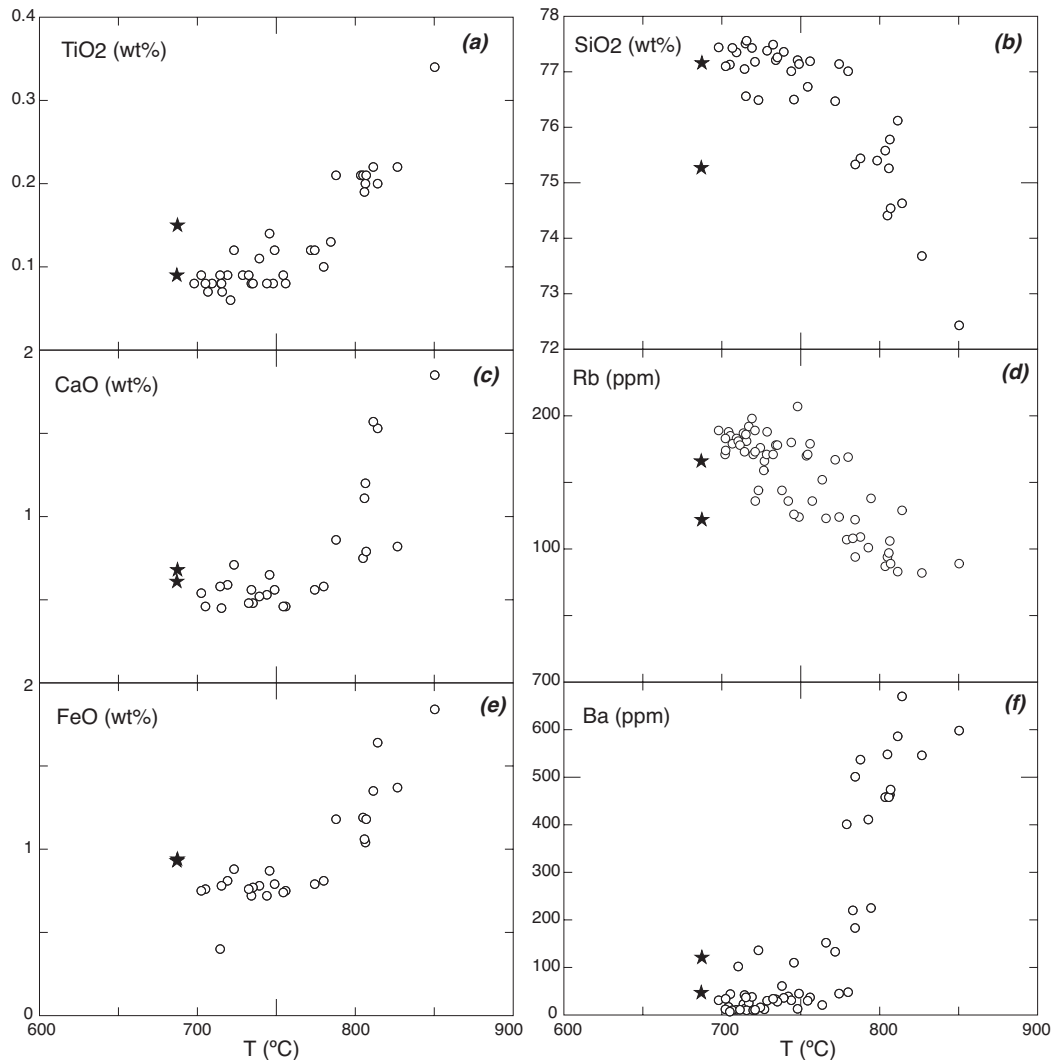 0.4
TiO2 (wt%)
(a)
0.3
0.2
0.1
78
SiO2 (wt%)
(b)
77
76
75
74
73
72
2
CaO (wt%)
(c)
1
Rb (ppm)
(d)
200
100
2
FeO (wt%)
(e)
1
0
600
700
800
900
T (ºC)
700
Ba (ppm)
(f)
600
500
400
300
200
100
0
600
700
800
900
T (ºC)